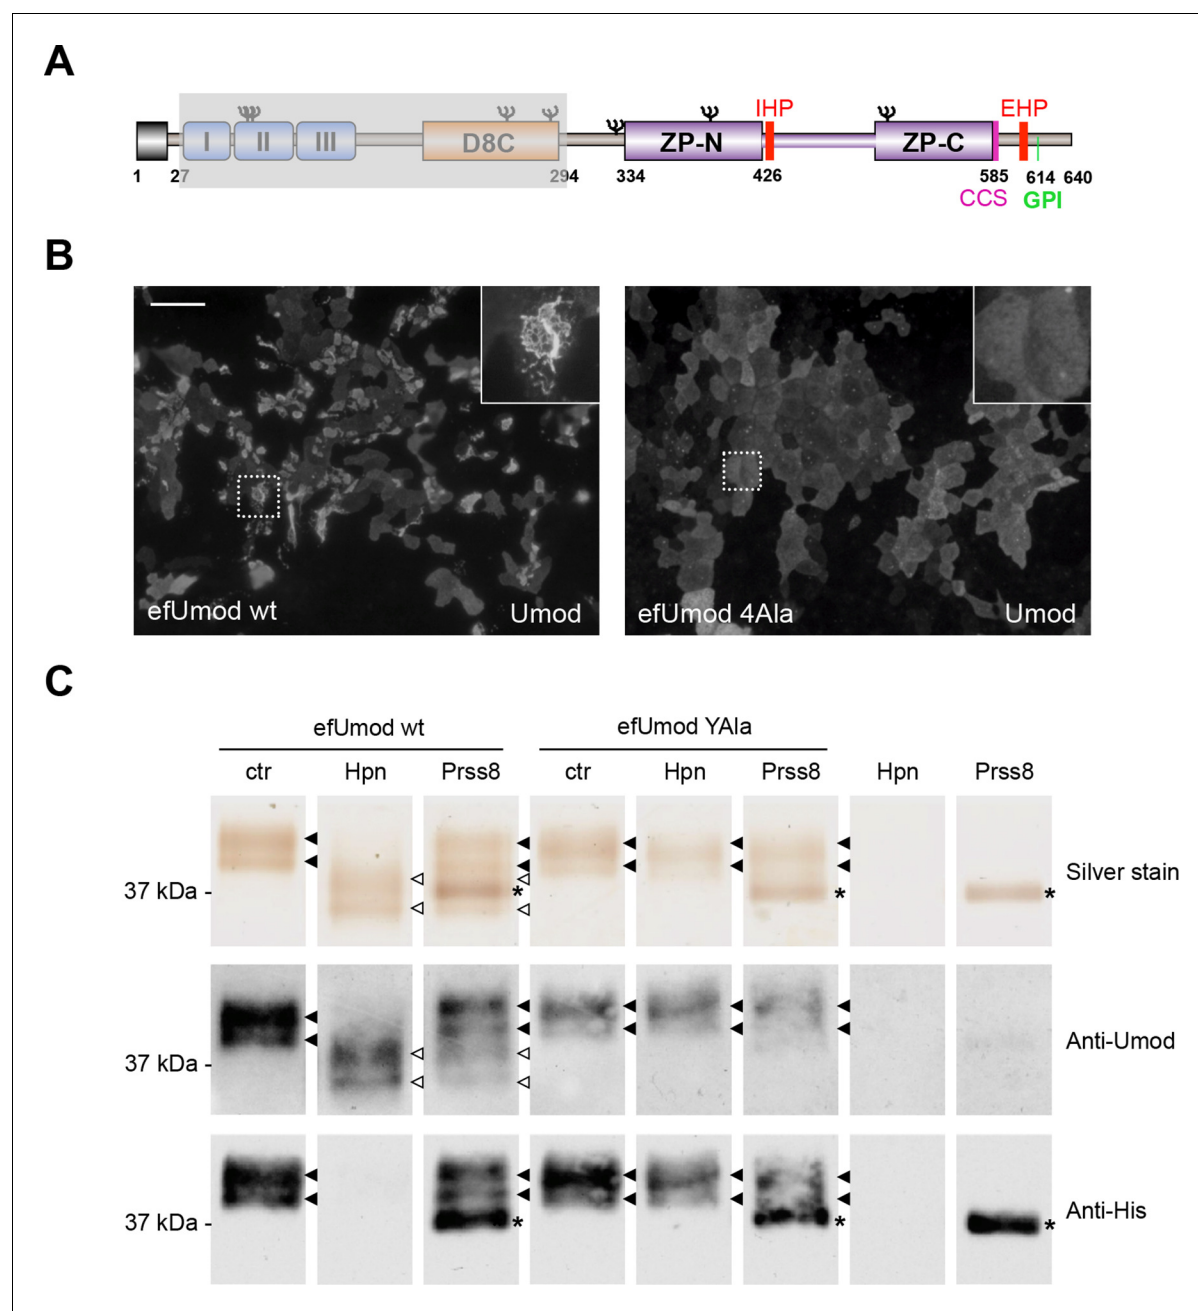 A
IHP
EHP
I
II
III
D8C
ZP-N
ZP-C
1
27
294
334
426
585
614
640
CCS
GPI
B
efUmod wt
Umod
efUmod 4Ala
Umod
C
efUmod wt
efUmod YAla
ctr
Hpn
Prss8
ctr
Hpn
Prss8
Hpn
Prss8
37 kDa -
*
*
*
Silver stain
37 kDa -
Anti-Umod
37 kDa -
*
*
*
Anti-His